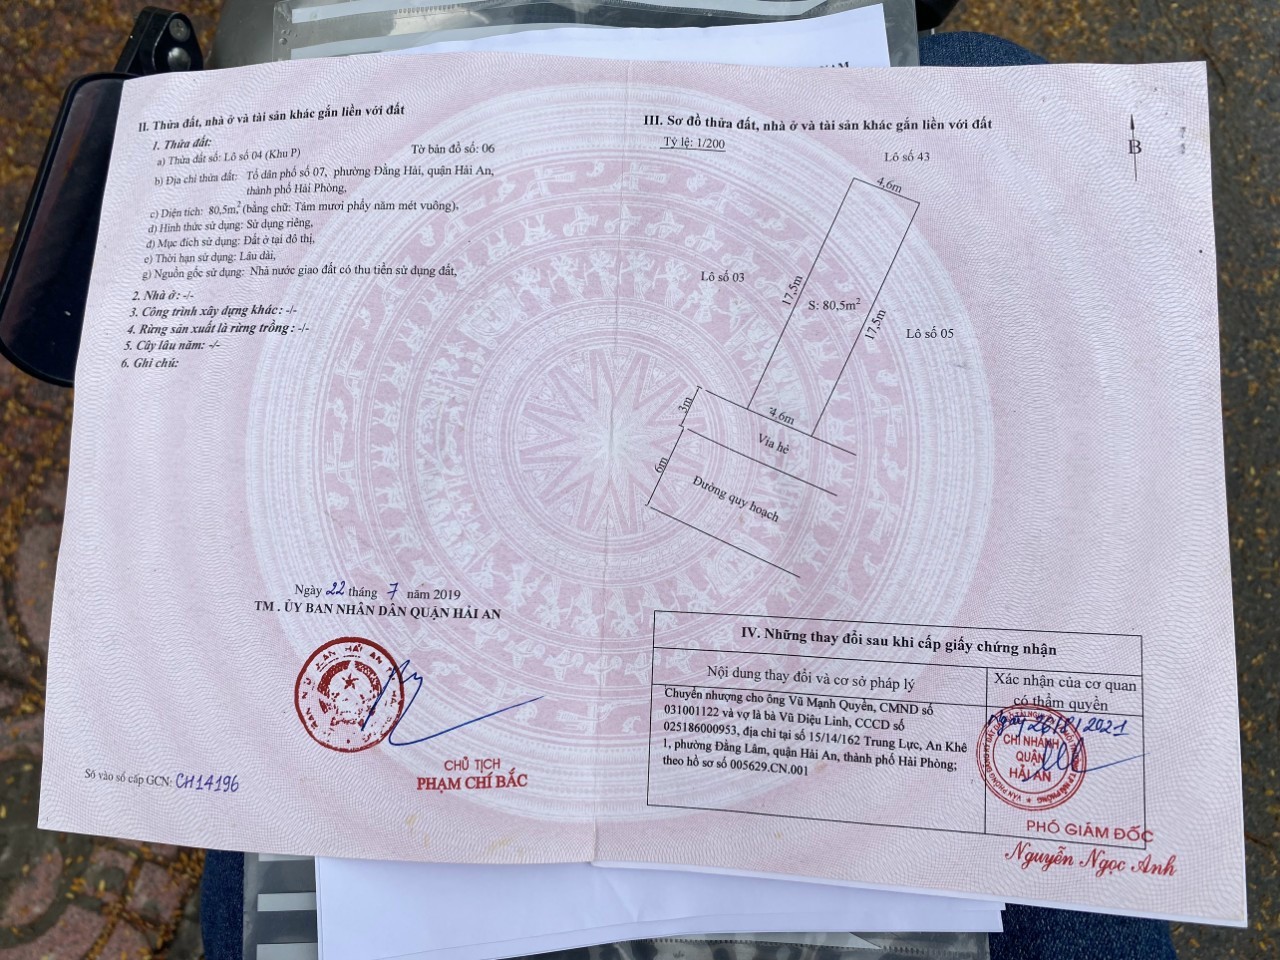 II. Thửa đất, nhà ở và tài sản khác gắn liền với đất
1. Thửa đất:
a) Thửa đất số: Lô số 04 (Khu P) Tờ bản đồ số: 06
b) Địa chỉ thửa đất: Tổ dân phố số 07, phường Đằng Hải, quận Hải An,
thành phố Hải Phòng,
c) Diện tích: 80,5m², (bằng chữ: Tám mươi phẩy năm mét vuông),
d) Hình thức sử dụng: Sử dụng riêng,
đ) Mục đích sử dụng: Đất ở tại đô thị,
e) Thời hạn sử dụng: Lâu dài,
g) Nguồn gốc sử dụng: Nhà nước giao đất có thu tiền sử dụng đất,
2. Nhà ở: -/-
3. Công trình xây dựng khác: -/-
4. Rừng sản xuất là rừng trồng: -/-
5. Cây lâu năm: -/-
6. Ghi chú:
Ngày 22 tháng 7 năm 2019
TM . ỦY BAN NHÂN DÂN QUẬN HẢI AN
CHỦ TỊCH
PHẠM CHÍ BẮC
Số vào sổ cấp GCN: CH14196
III. Sơ đồ thửa đất, nhà ở và tài sản khác gắn liền với đất
Tỷ lệ: 1/200
B
Lô số 43
4,6m
Lô số 03
17,5m
S: 80,5m²
17,5m
Lô số 05
3m
4,6m
Vỉa hè
6m
Đường quy hoạch
IV. Những thay đổi sau khi cấp giấy chứng nhận
Nội dung thay đổi và cơ sở pháp lý
Xác nhận của cơ quan
có thẩm quyền
Chuyển nhượng cho ông Vũ Mạnh Quyền, CMND số
031001122 và vợ là bà Vũ Diệu Linh, CCCD số
025186000953, địa chỉ tại số 15/14/162 Trung Lực, An Khê
1, phường Đằng Lâm, quận Hải An, thành phố Hải Phòng;
theo hồ sơ số 005629.CN.001
Ngày 26/8/2021
CHI NHÁNH
QUẬN
HẢI AN
PHÓ GIÁM ĐỐC
Nguyễn Ngọc Anh